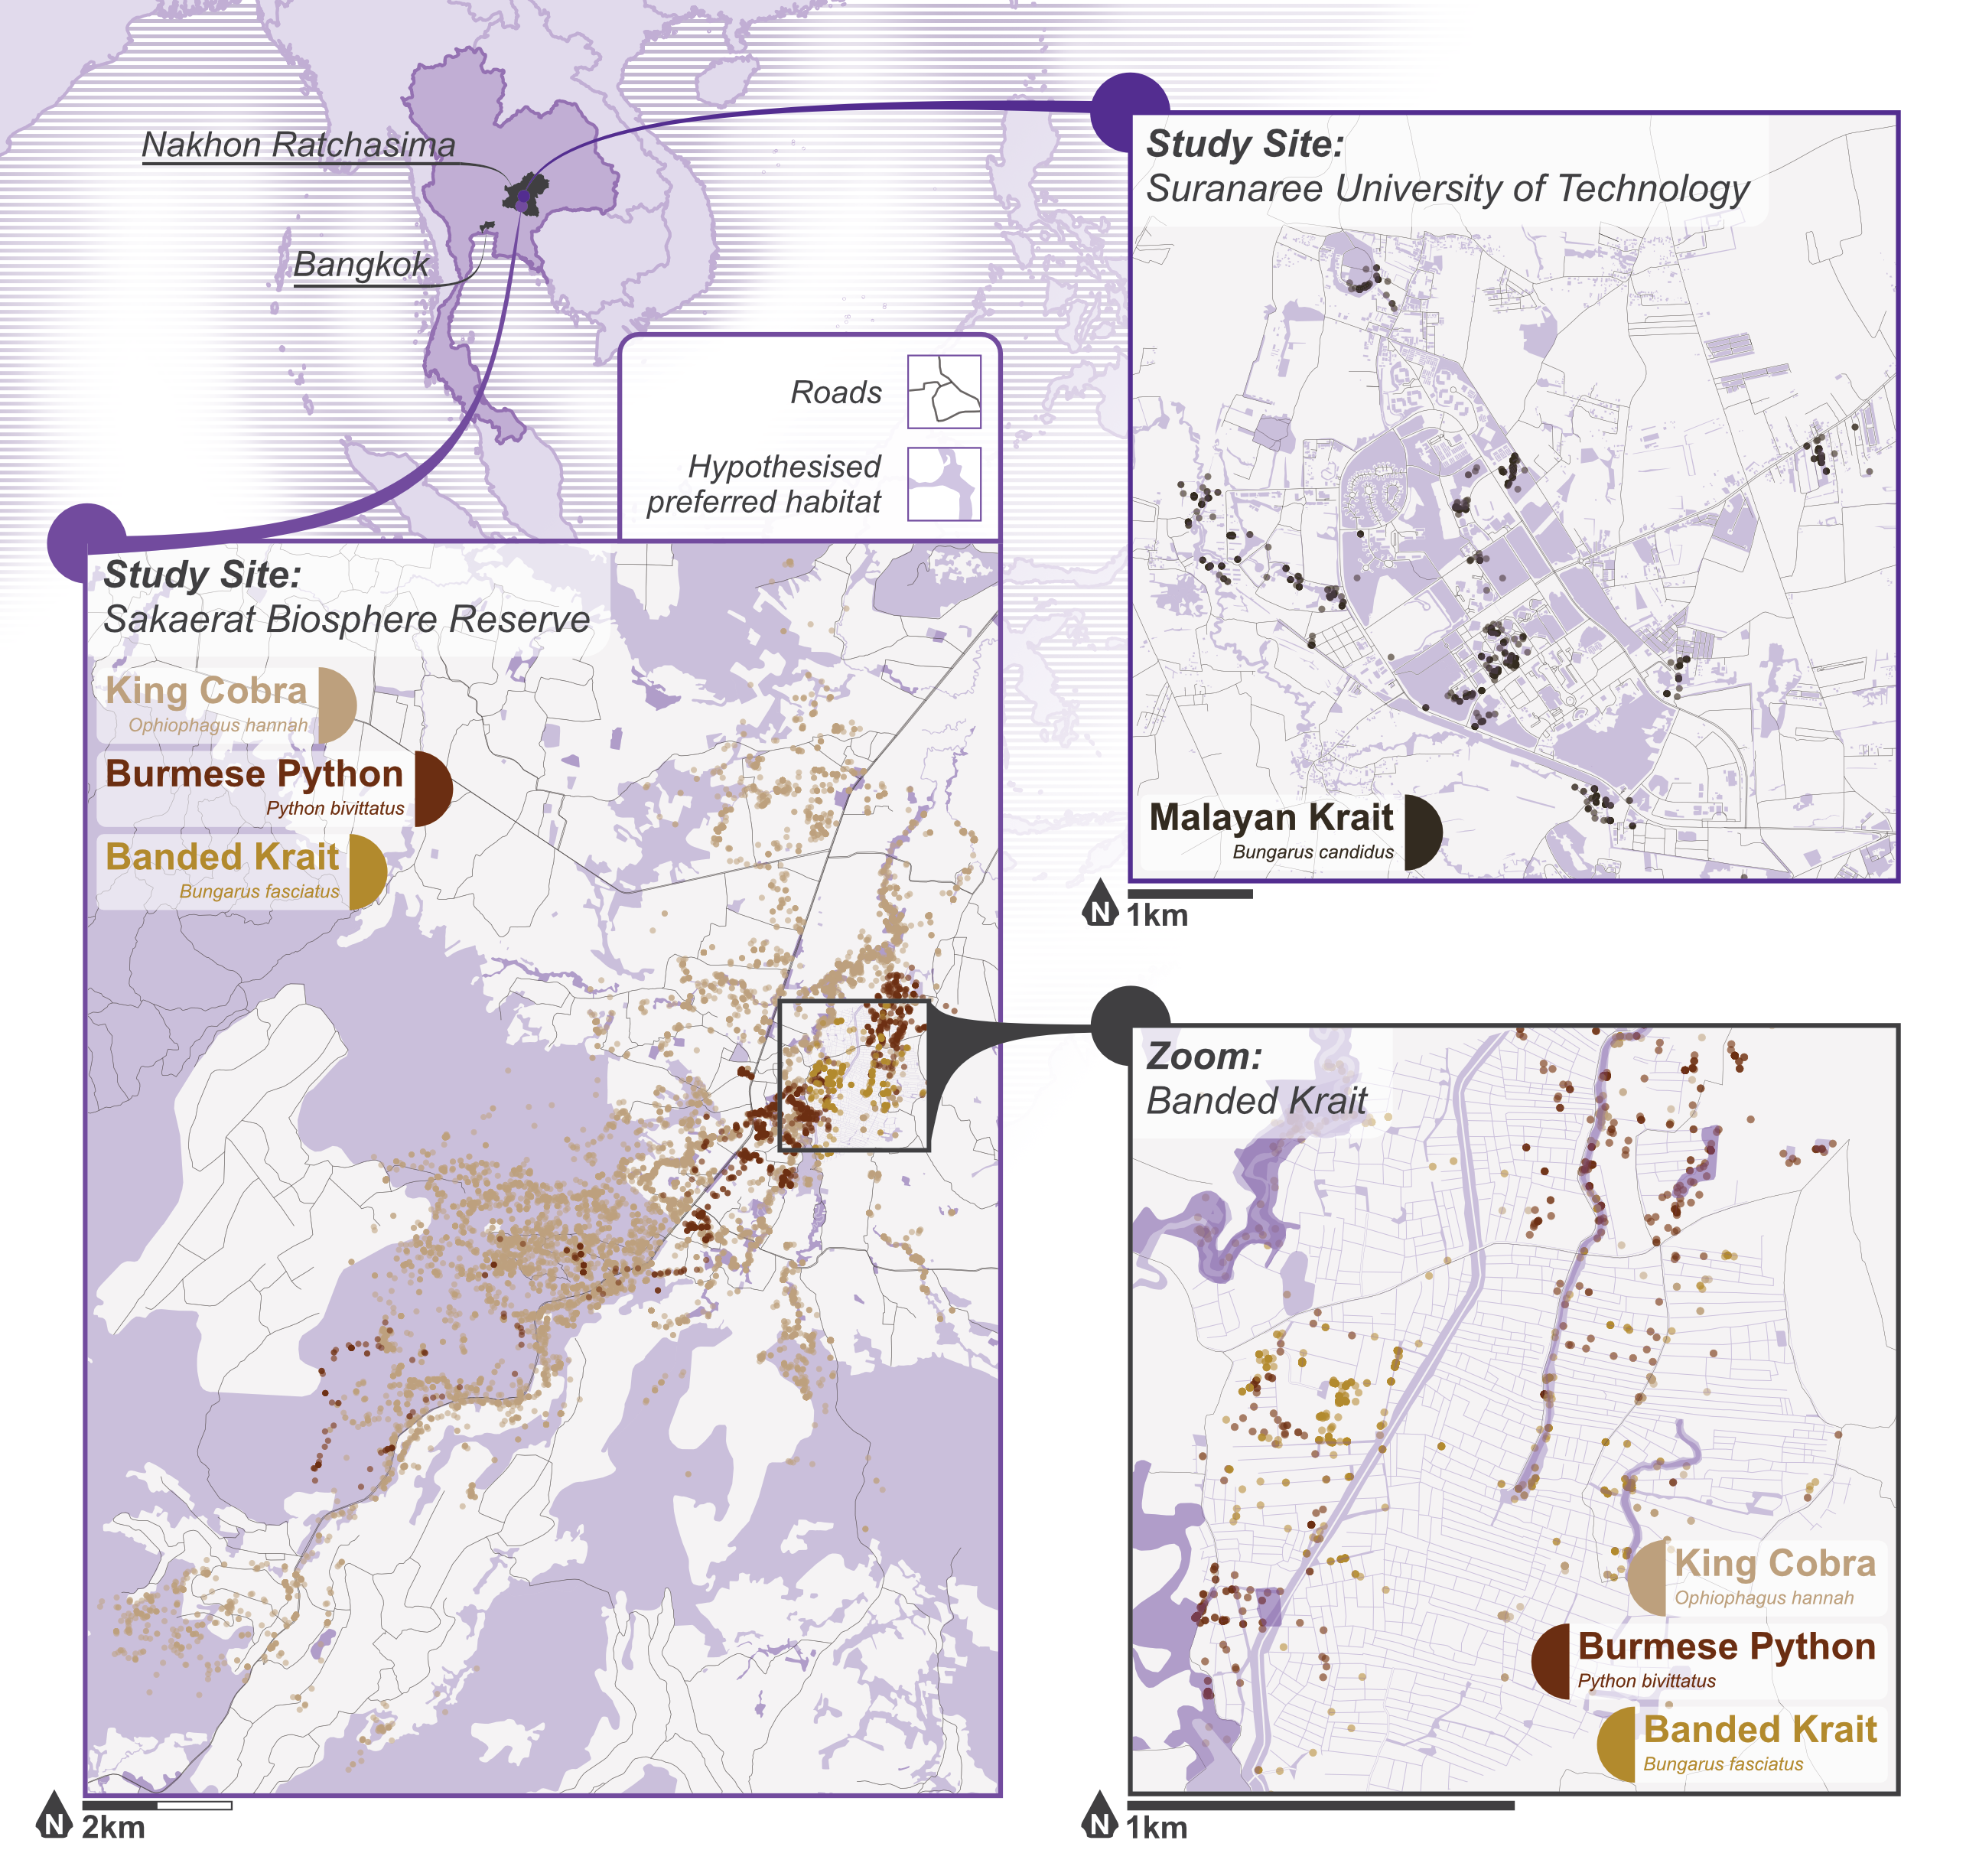 Nakhon Ratchasima
Bangkok
Roads
Hypothesised
preferred habitat
Study Site:
Suranaree University of Technology
Malayan Krait
Bungarus candidus
N
1km
Study Site:
Sakaerat Biosphere Reserve
King Cobra
Ophiophagus hannah
Burmese Python
Python bivittatus
Banded Krait
Bungarus fasciatus
N
2km
Zoom:
Banded Krait
King Cobra
Ophiophagus hannah
Burmese Python
Python bivittatus
Banded Krait
Bungarus fasciatus
N
1km